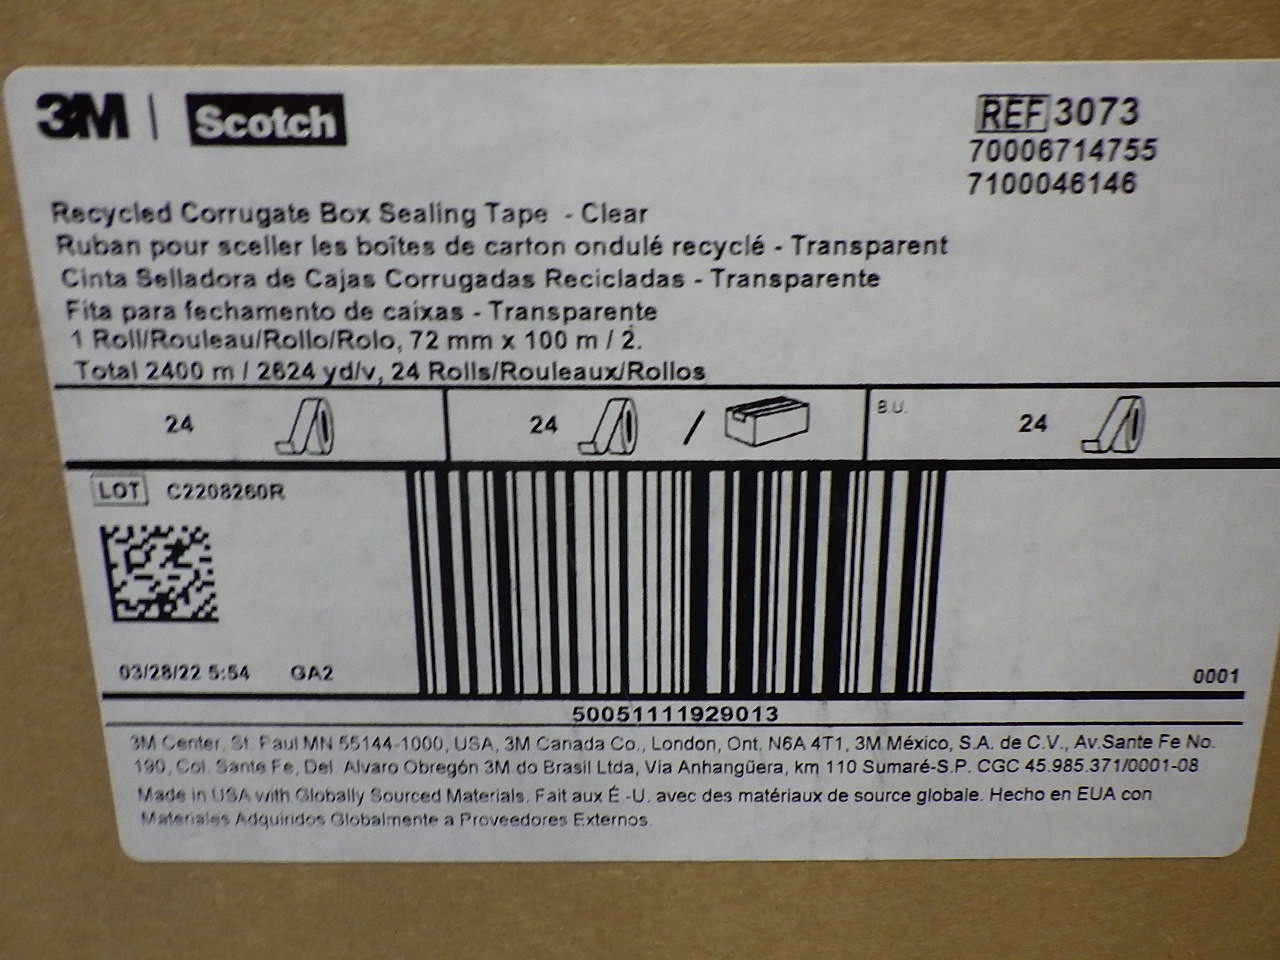 3M | Scotch
REF 3073
70006714755
7100046146
Recycled Corrugate Box Sealing Tape - Clear
Ruban pour sceller les boîtes de carton ondulé recyclé - Transparent
Cinta Selladora de Cajas Corrugadas Recicladas - Transparente
Fita para fechamento de caixas - Transparente
1 Roll/Rouleau/Rollo/Rolo, 72 mm x 100 m / 2.
Total 2400 m / 2624 yd/v, 24 Rolls/Rouleaux/Rollos
24 24 / B.U. 24
LOT C2208260R
03/28/22 5:54 GA2 0001
50051111929013
3M Center, St. Paul MN 55144-1000, USA, 3M Canada Co., London, Ont. N6A 4T1, 3M México, S.A. de C.V., Av.Sante Fe No.
190, Col. Sante Fe, Del. Alvaro Obregón 3M do Brasil Ltda, Via Anhangüera, km 110 Sumaré-S.P. CGC 45.985.371/0001-08
Made in USA with Globally Sourced Materials. Fait aux É -U. avec des matériaux de source globale. Hecho en EUA con
Materiales Adquiridos Globalmente a Proveedores Externos.